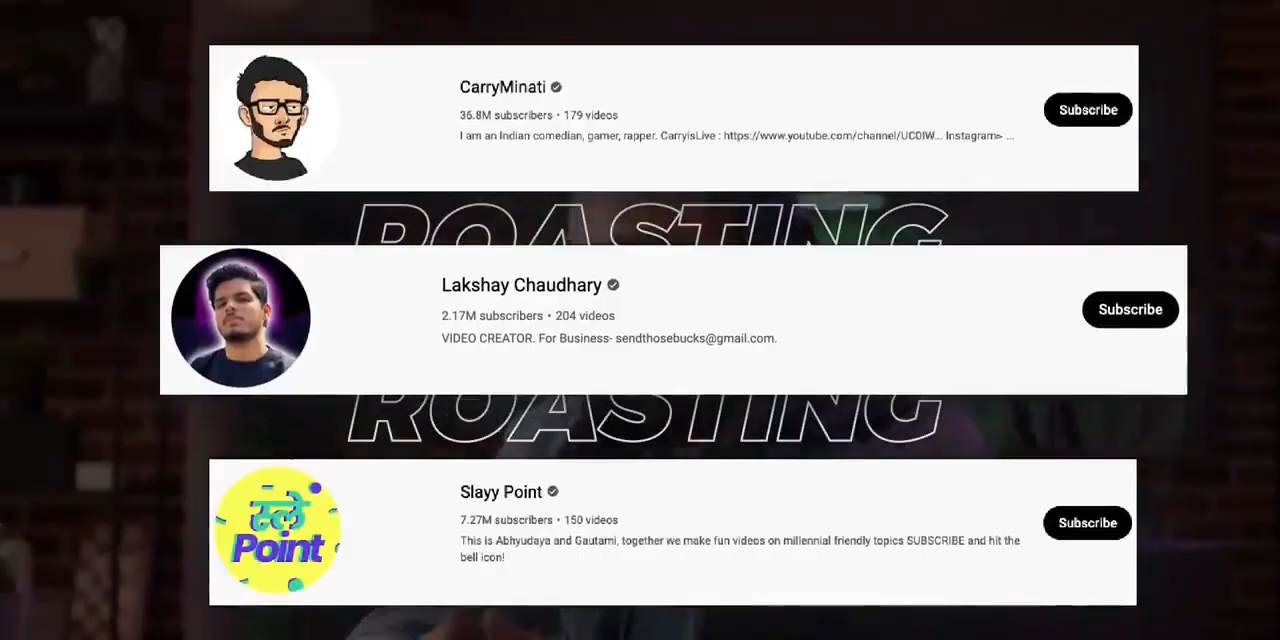 CarryMinati
36.8M subscribers • 179 videos
I am an Indian comedian, gamer, rapper. CarryisLive : https://www.youtube.com/channel/UC0IW... Instagram➢ ...
Subscribe
ROASTING
Lakshay Chaudhary
2.17M subscribers • 204 videos
VIDEO CREATOR. For Business- sendthosebucks@gmail.com.
Subscribe
ROASTING
स्ले
Point
Slayy Point
7.27M subscribers • 150 videos
This is Abhyudaya and Gautami, together we make fun videos on millennial friendly topics SUBSCRIBE and hit the
bell icon!
Subscribe